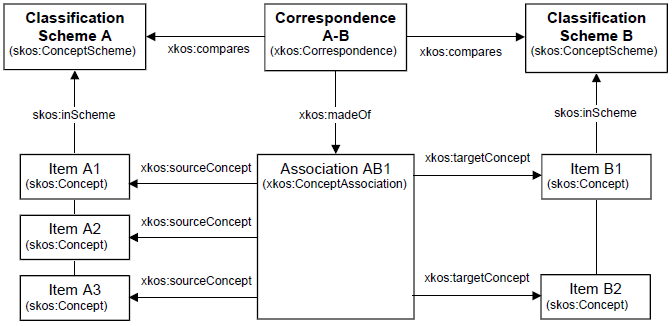 Classification
Scheme A
(skos:ConceptScheme)
xkos:compares
Correspondence
A-B
(xkos:Correspondence)
xkos:compares
Classification
Scheme B
(skos:ConceptScheme)
skos:inScheme
xkos:madeOf
skos:inScheme
Item A1
(skos:Concept)
xkos:sourceConcept
Association AB1
(xkos:ConceptAssociation)
xkos:targetConcept
Item B1
(skos:Concept)
Item A2
(skos:Concept)
xkos:sourceConcept
Item A3
(skos:Concept)
xkos:sourceConcept
xkos:targetConcept
Item B2
(skos:Concept)